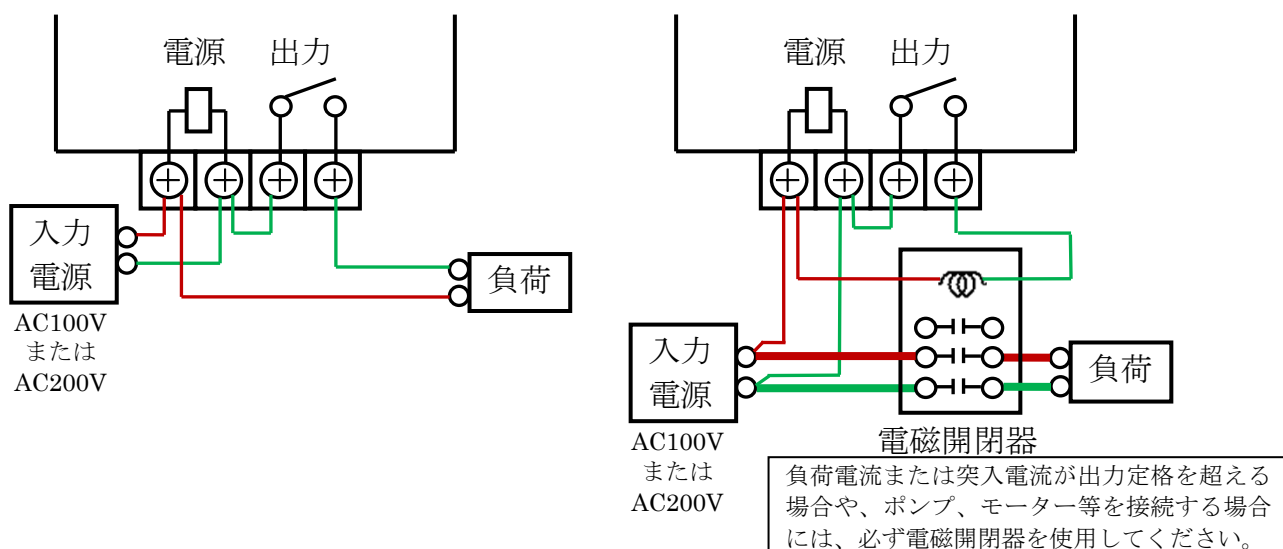 電源 出力
入力
電源
AC100V
または
AC200V
負荷
電源 出力
入力
電源
AC100V
または
AC200V
負荷
電磁開閉器
負荷電流または突入電流が出力定格を超える
場合や、ポンプ、モーター等を接続する場合
には、必ず電磁開閉器を使用してください。